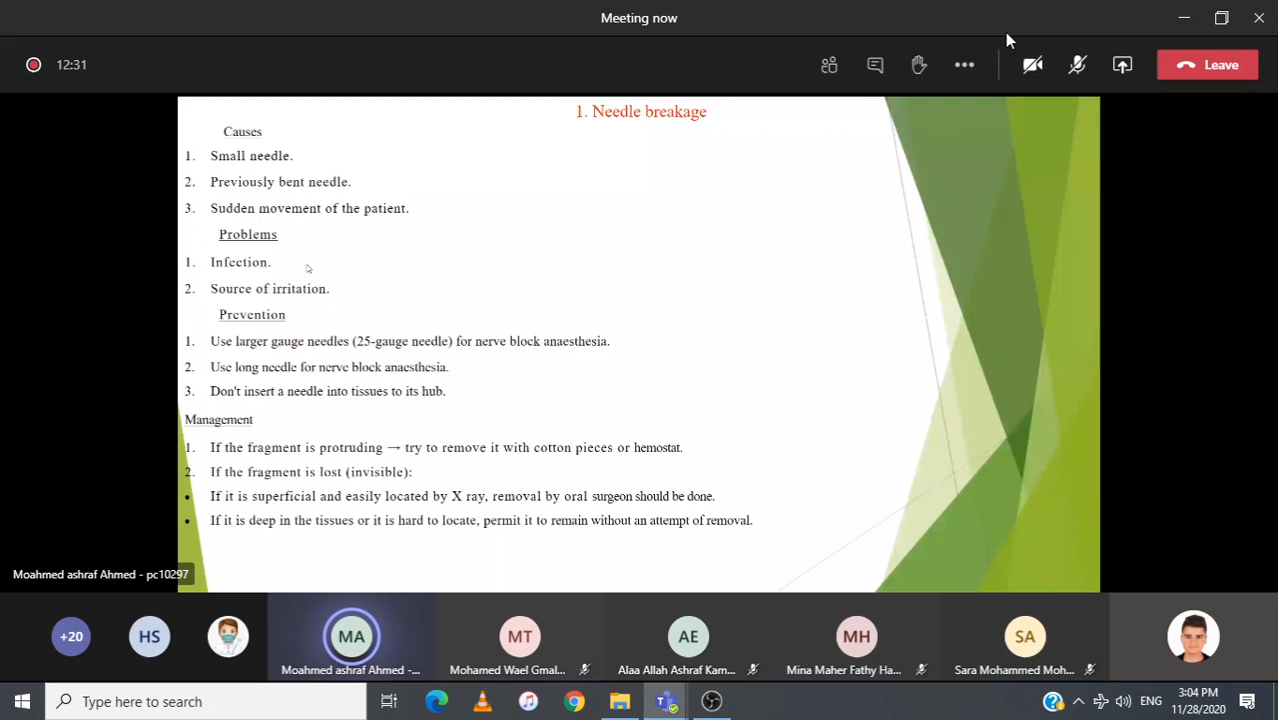 Meeting now
12:31
Leave
1. Needle breakage
Causes
1. Small needle.
2. Previously bent needle.
3. Sudden movement of the patient.
Problems
1. Infection.
2. Source of irritation.
Prevention
1. Use larger gauge needles (25-gauge needle) for nerve block anaesthesia.
2. Use long needle for nerve block anaesthesia.
3. Don't insert a needle into tissues to its hub.
Management
1. If the fragment is protruding → try to remove it with cotton pieces or hemostat.
2. If the fragment is lost (invisible):
• If it is superficial and easily located by X ray, removal by oral surgeon should be done.
• If it is deep in the tissues or it is hard to locate, permit it to remain without an attempt of removal.
Moahmed ashraf Ahmed - pc10297
+20 HS MA MT AE MH SA
Moahmed ashraf Ahmed -... Mohamed Wael Gmal... Alaa Allah Ashraf Kam... Mina Maher Fathy Ha... Sara Mohammed Moh...
Type here to search
ENG
3:04 PM
11/28/2020